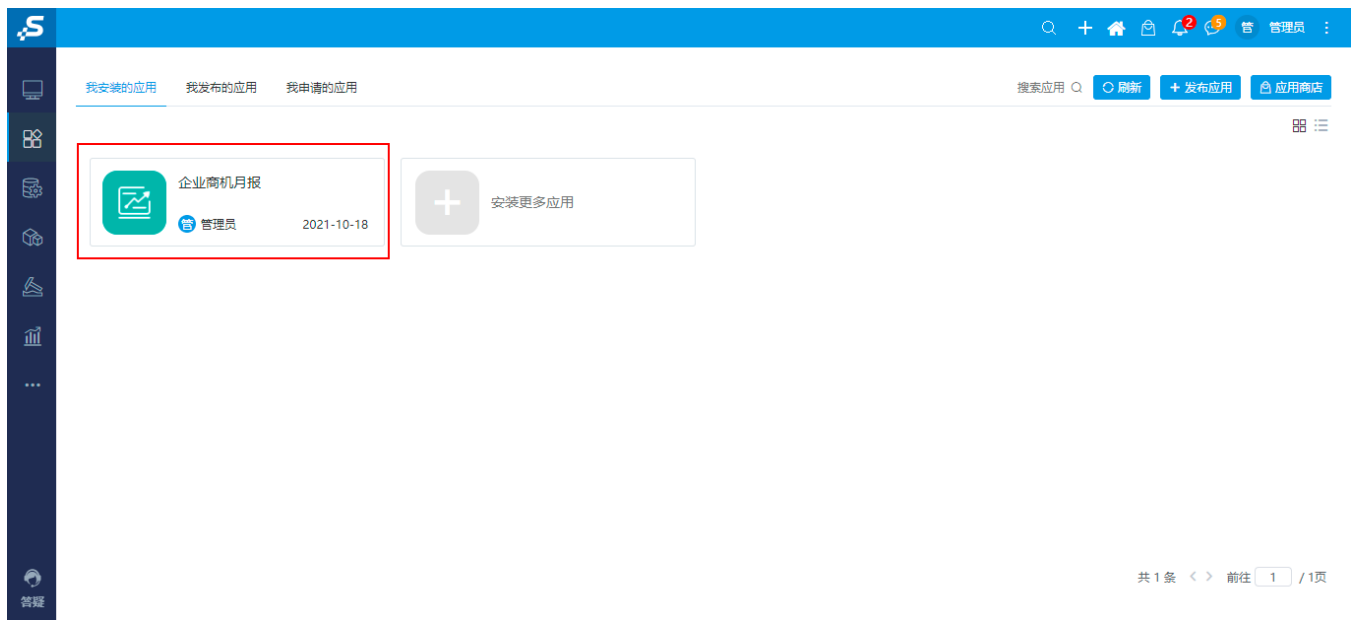 S
2 5 管 管理员
我安装的应用 我发布的应用 我申请的应用 搜索应用 刷新 + 发布应用 应用商店
企业商机月报
管 管理员 2021-10-18
安装更多应用
共 1 条 < > 前往 1 / 1页
答疑